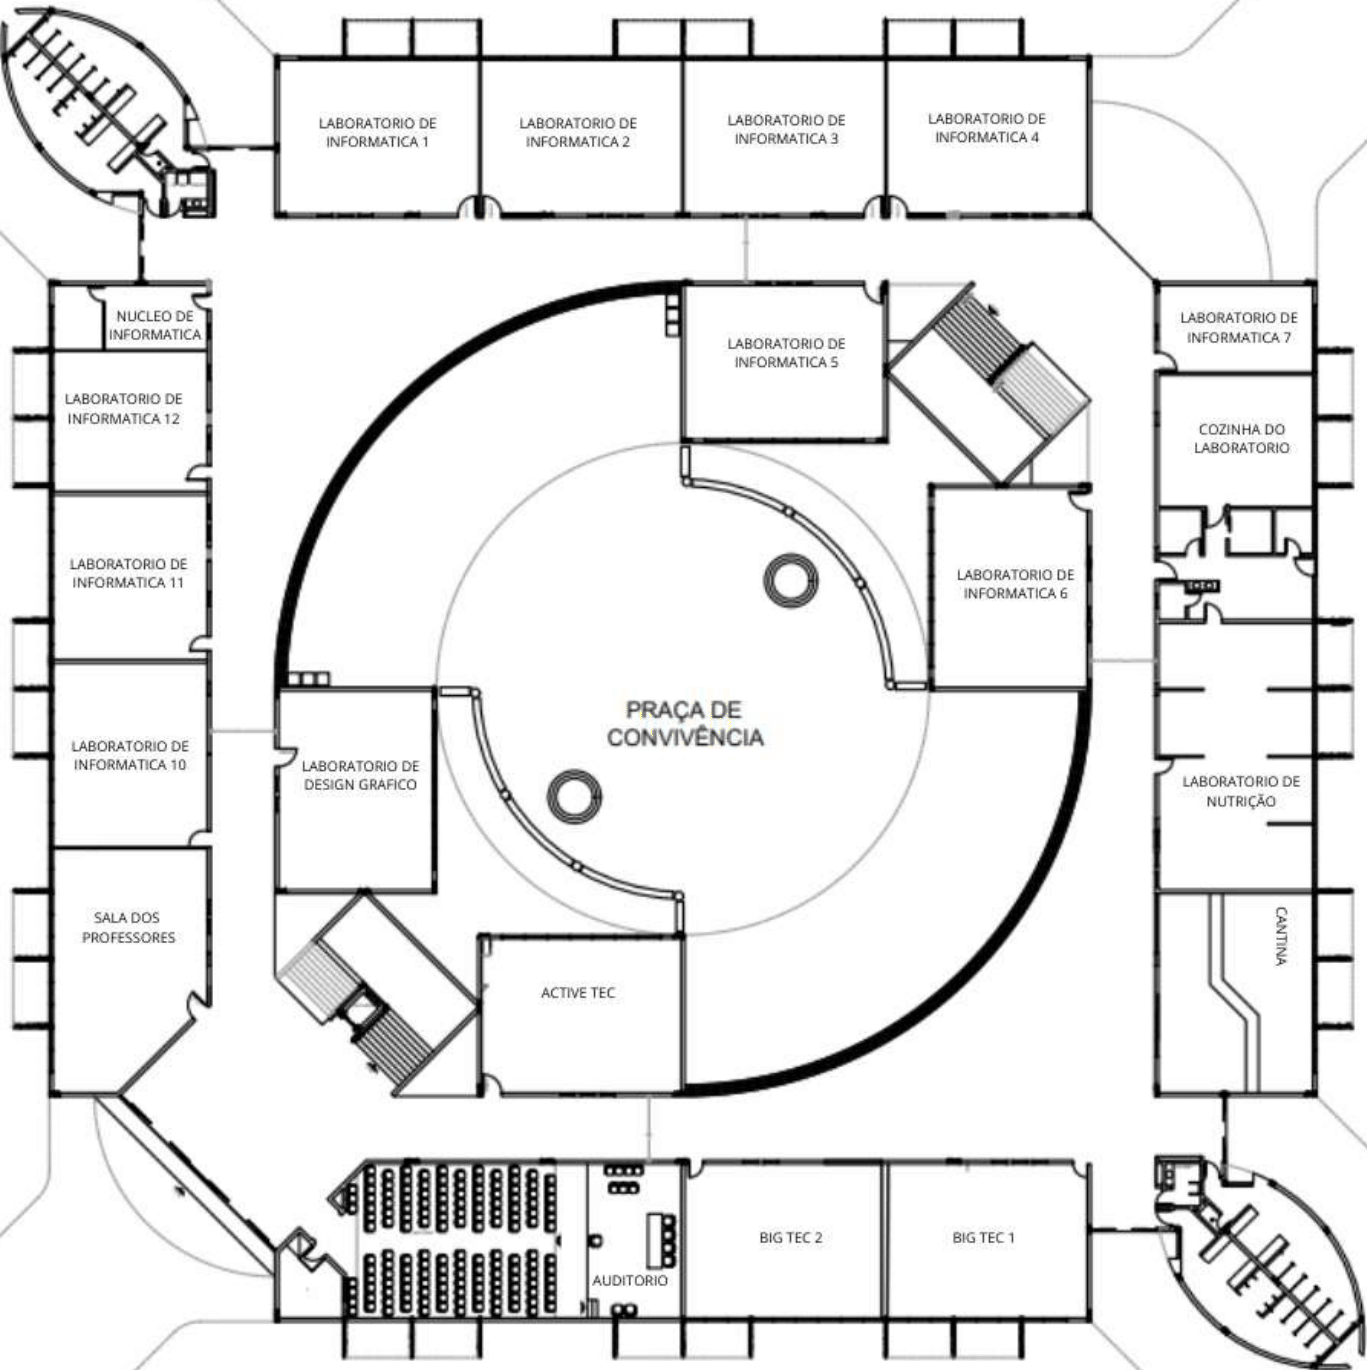 LABORATORIO DE
INFORMATICA 1
LABORATORIO DE
INFORMATICA 2
LABORATORIO DE
INFORMATICA 3
LABORATORIO DE
INFORMATICA 4
NUCLEO DE
INFORMATICA
LABORATORIO DE
INFORMATICA 5
LABORATORIO DE
INFORMATICA 7
LABORATORIO DE
INFORMATICA 12
COZINHA DO
LABORATORIO
LABORATORIO DE
INFORMATICA 11
LABORATORIO DE
INFORMATICA 6
PRAÇA DE
CONVIVÊNCIA
LABORATORIO DE
INFORMATICA 10
LABORATORIO DE
DESIGN GRAFICO
LABORATORIO DE
NUTRIÇÃO
SALA DOS
PROFESSORES
CANTINA
ACTIVE TEC
BIG TEC 2
BIG TEC 1
AUDITORIO